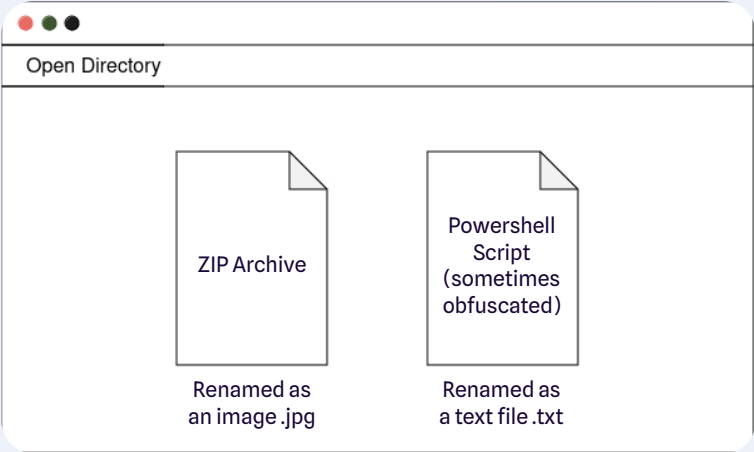 Open Directory
ZIP Archive
Powershell
Script
(sometimes
obfuscated)
Renamed as
an image .jpg
Renamed as
a text file .txt